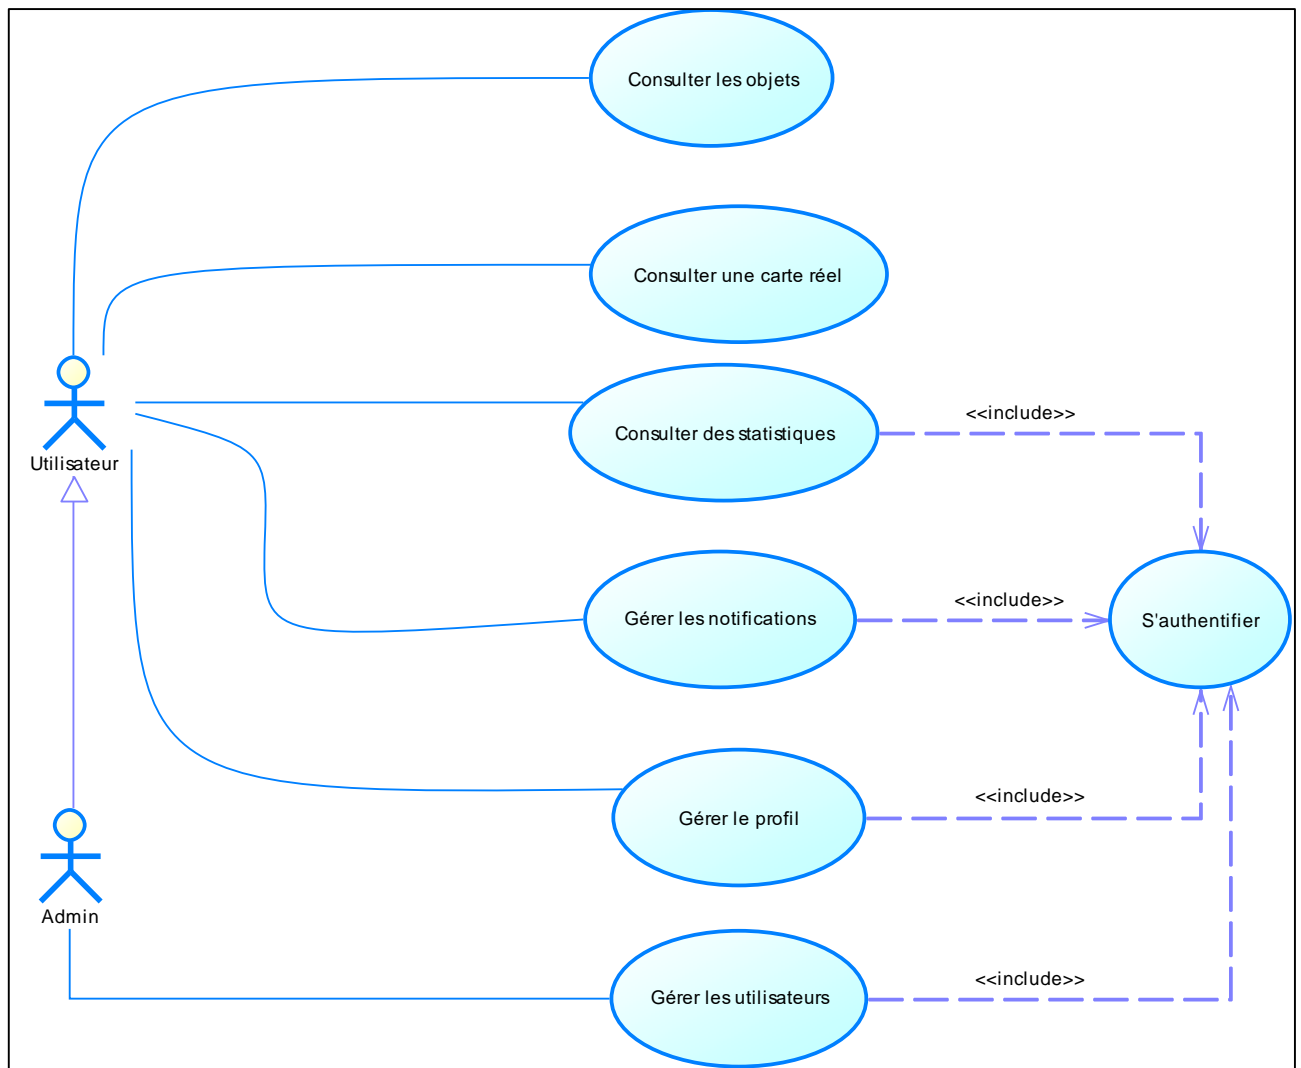 Consulter les objets
Consulter une carte réel
Utilisateur
Consulter des statistiques
<<include>>
Gérer les notifications
<<include>>
S'authentifier
Gérer le profil
<<include>>
Admin
Gérer les utilisateurs
<<include>>